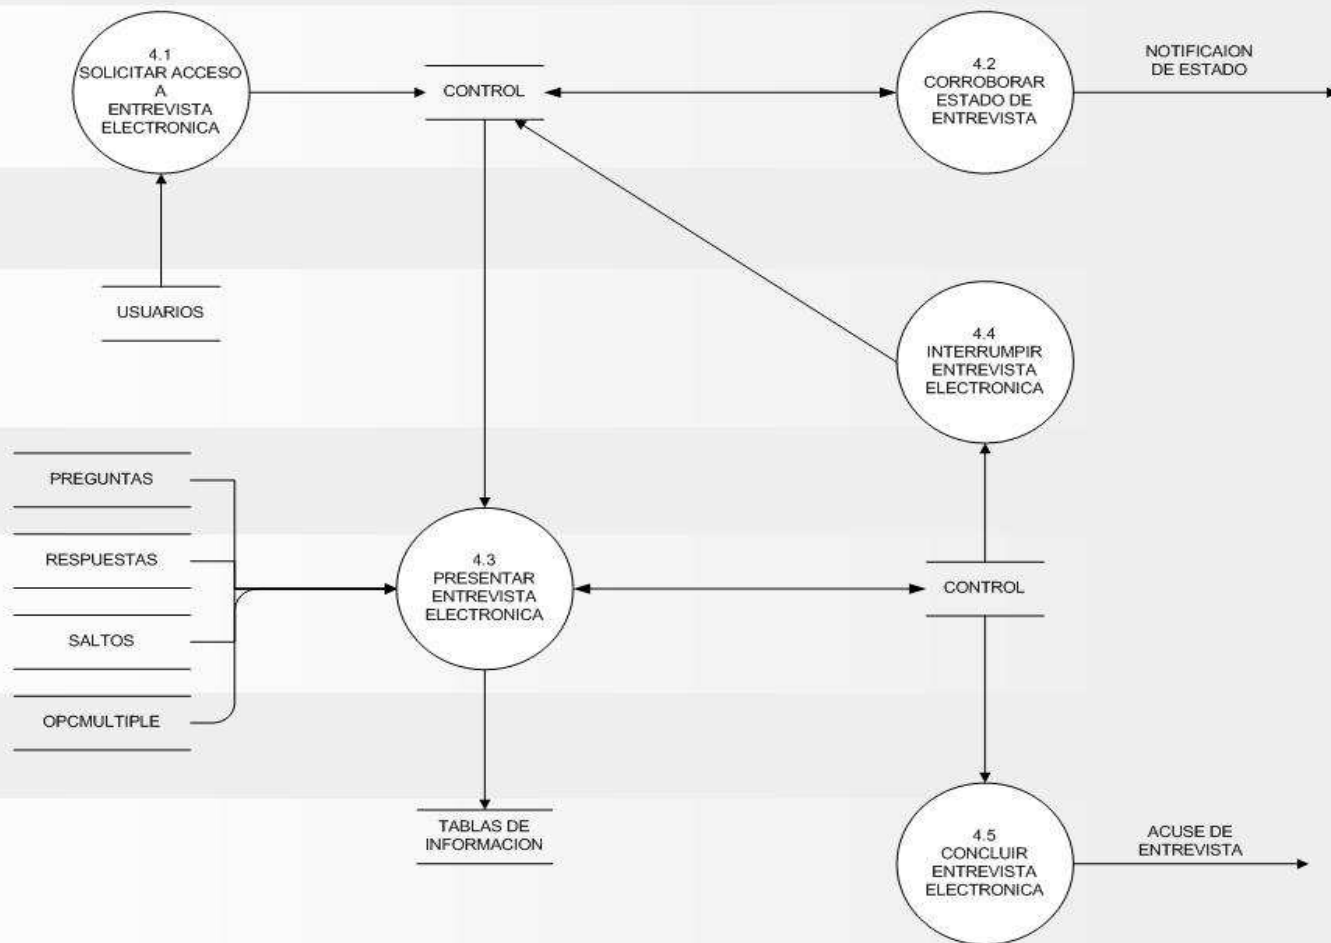 4.1
SOLICITAR ACCESO
A
ENTREVISTA
ELECTRONICA
CONTROL
4.2
CORROBORAR
ESTADO DE
ENTREVISTA
NOTIFICAION
DE ESTADO
USUARIOS
4.4
INTERRUMPIR
ENTREVISTA
ELECTRONICA
PREGUNTAS
RESPUESTAS
SALTOS
OPCMULTIPLE
4.3
PRESENTAR
ENTREVISTA
ELECTRONICA
CONTROL
TABLAS DE
INFORMACION
4.5
CONCLUIR
ENTREVISTA
ELECTRONICA
ACUSE DE
ENTREVISTA